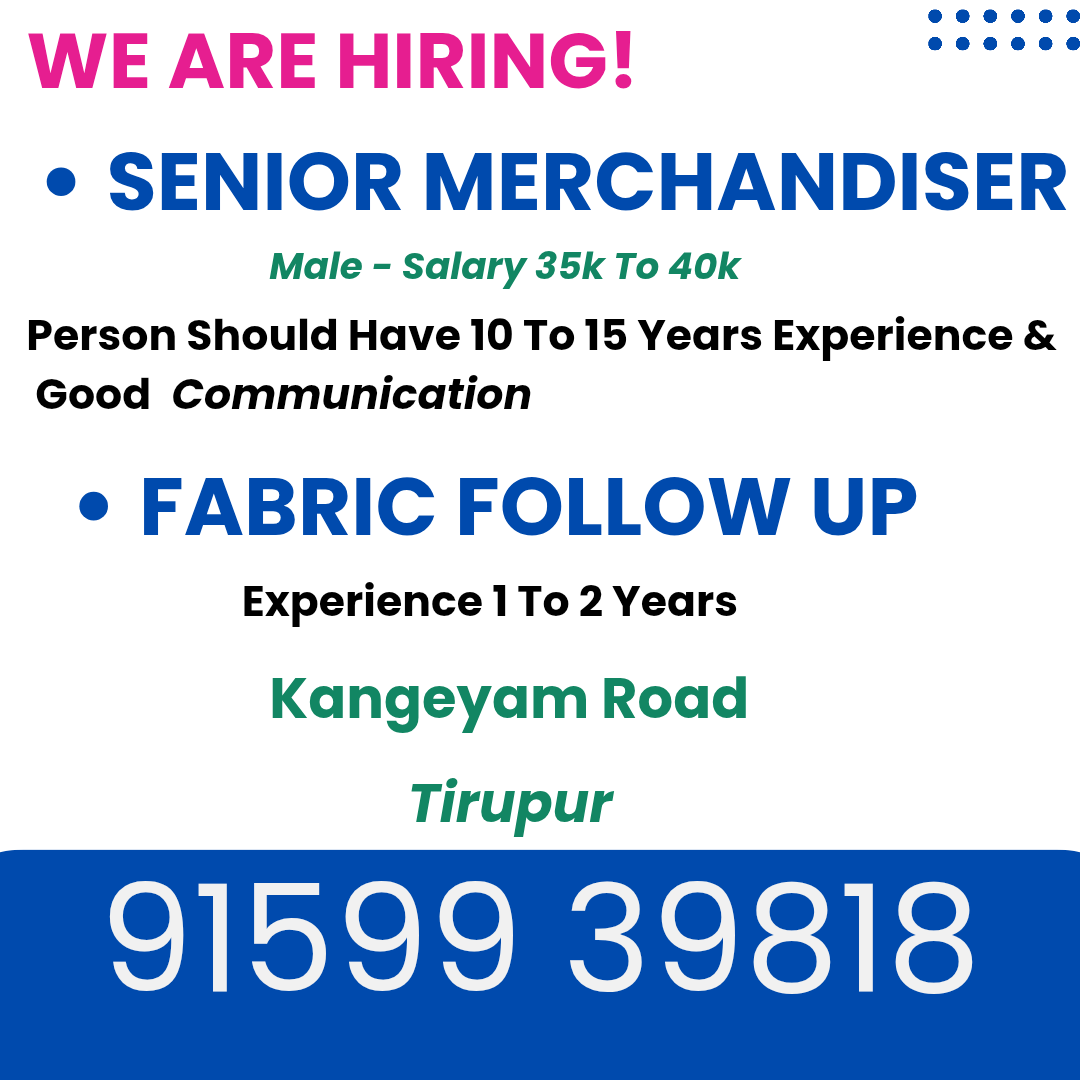 WE ARE HIRING!
• SENIOR MERCHANDISER
Male - Salary 35k To 40k
Person Should Have 10 To 15 Years Experience &
Good Communication
• FABRIC FOLLOW UP
Experience 1 To 2 Years
Kangeyam Road
Tirupur
91599 39818